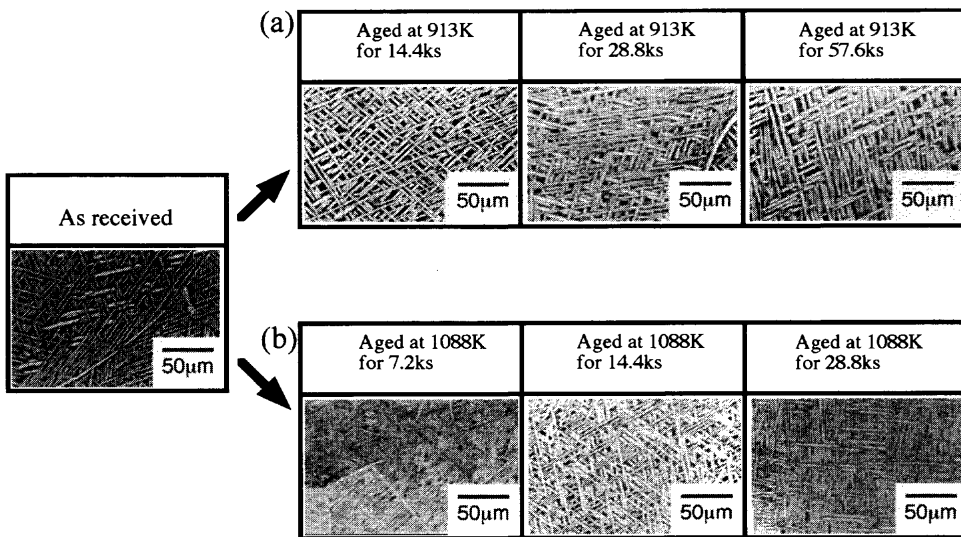 (a)
Aged at 913K
for 14.4ks
Aged at 913K
for 28.8ks
Aged at 913K
for 57.6ks
50μm
50μm
50μm
As received
50μm
(b)
Aged at 1088K
for 7.2ks
Aged at 1088K
for 14.4ks
Aged at 1088K
for 28.8ks
50μm
50μm
50μm